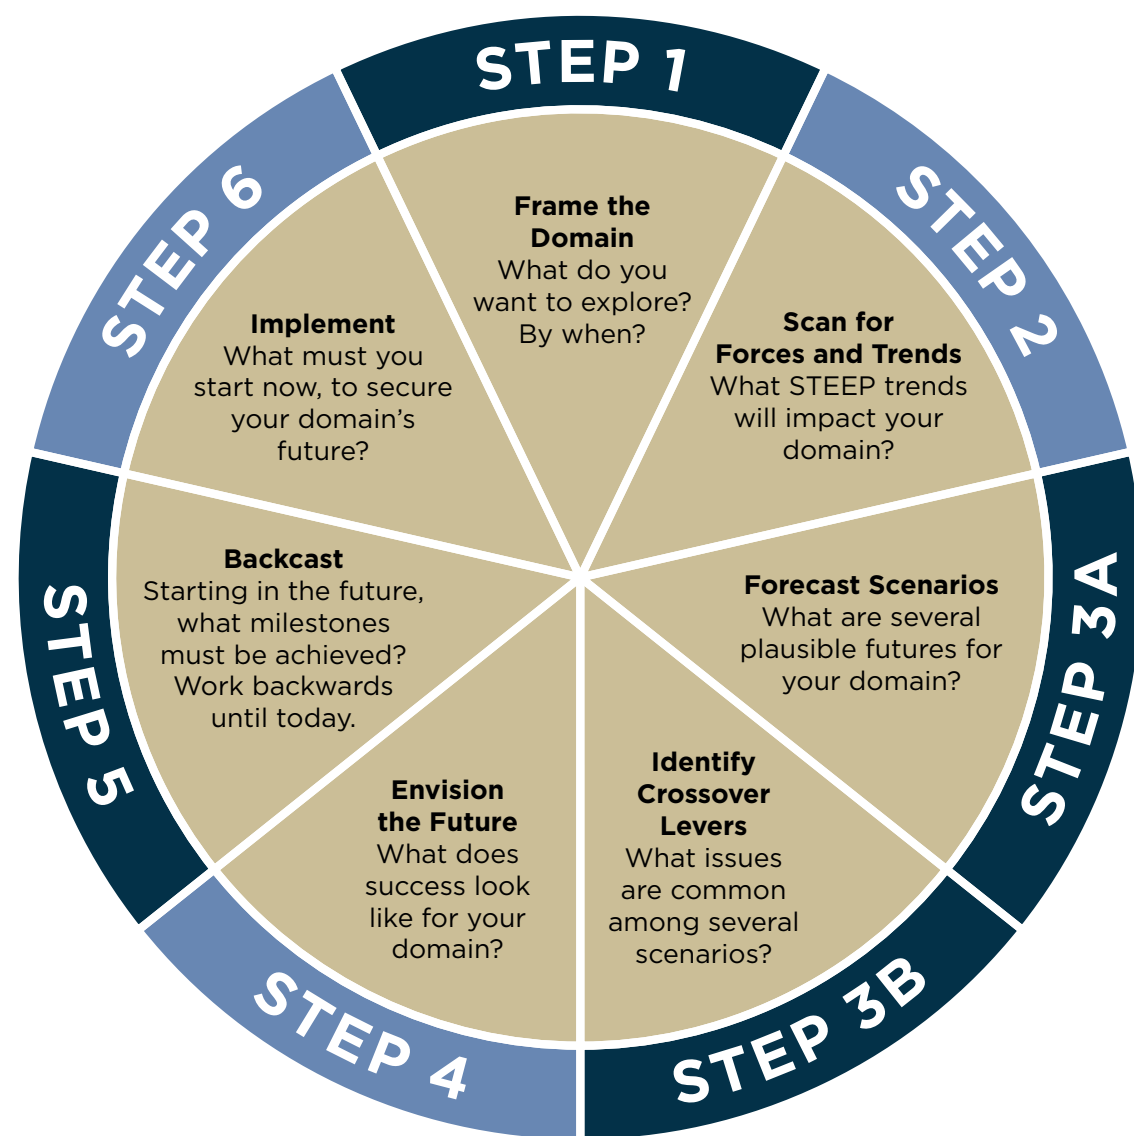 STEP 1
Frame the
Domain
What do you
want to explore?
By when?
STEP 2
Scan for
Forces and Trends
What STEEP trends
will impact your
domain?
STEP 3A
Forecast Scenarios
What are several
plausible futures for
your domain?
STEP 3B
Identify
Crossover
Levers
What issues
are common
among several
scenarios?
STEP 4
Envision
the Future
What does
success look
like for your
domain?
STEP 5
Backcast
Starting in the future,
what milestones
must be achieved?
Work backwards
until today.
STEP 6
Implement
What must you
start now, to secure
your domain’s
future?